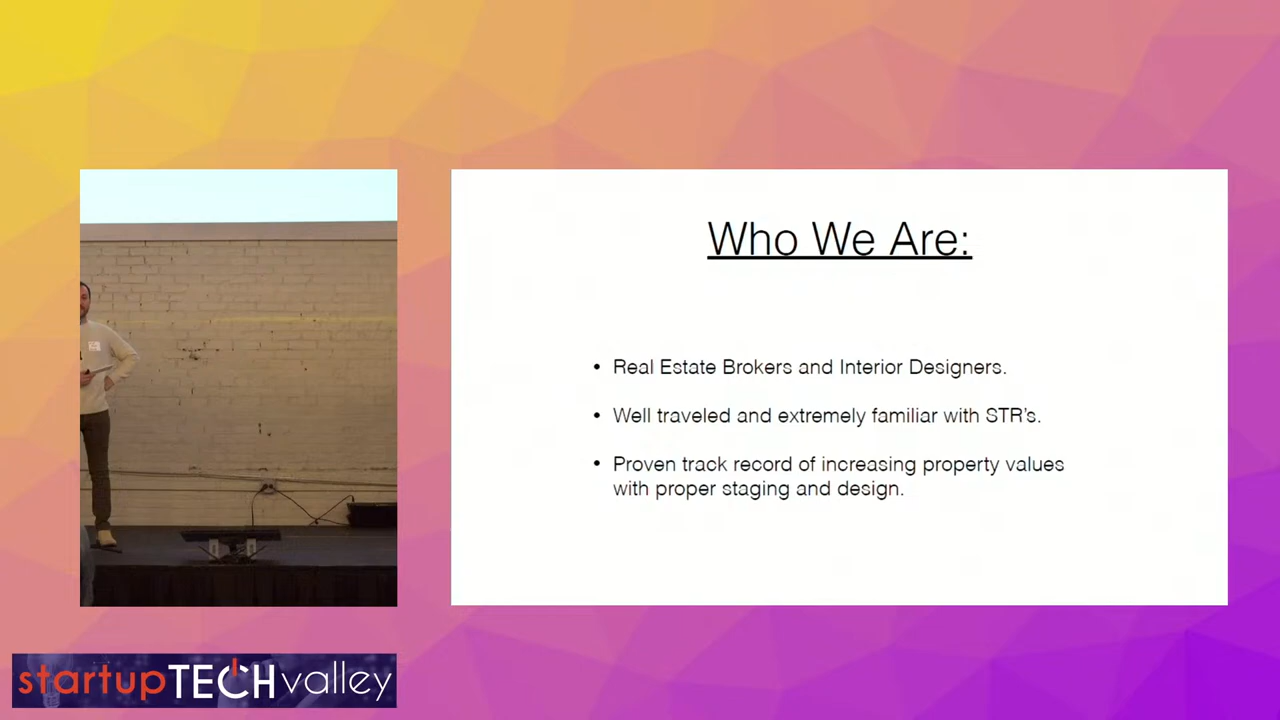 Who We Are:
• Real Estate Brokers and Interior Designers.
• Well traveled and extremely familiar with STR's.
• Proven track record of increasing property values
with proper staging and design.
startupTECHvalley